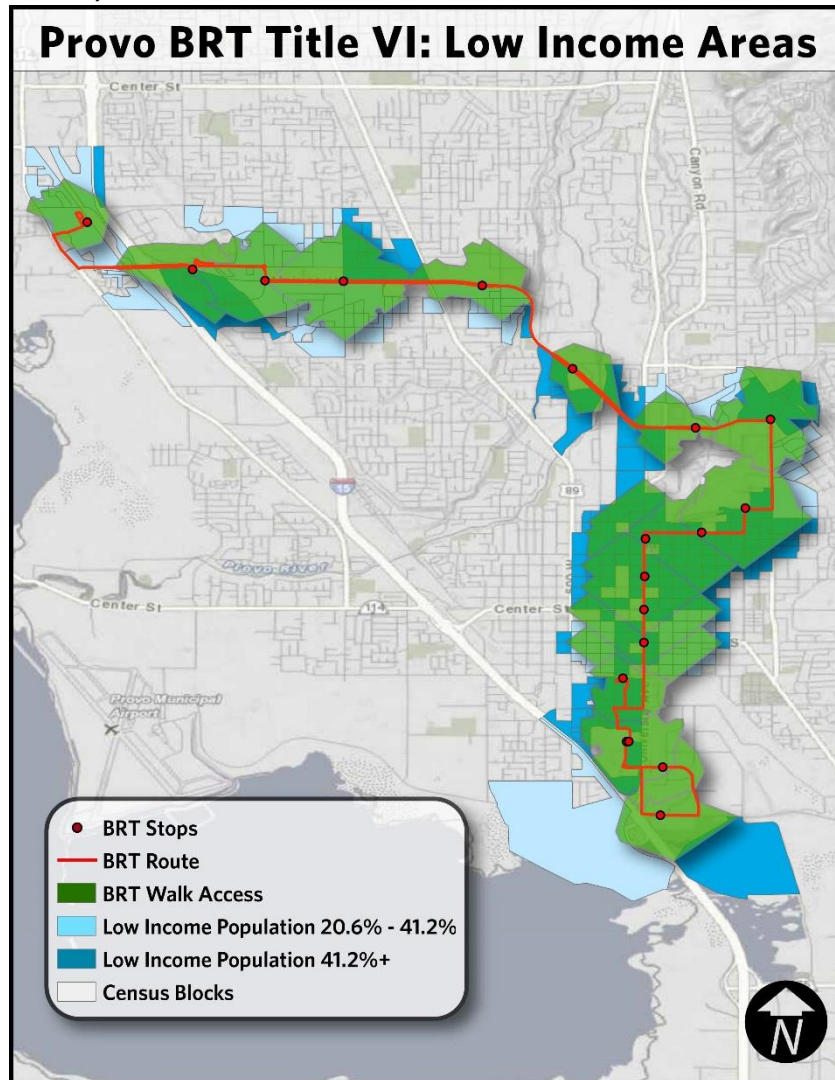 Provo BRT Title VI: Low Income Areas
Center St
Canyon Rd
15
89
Provo River
Center St
114
Center St
S
Provo Municipal
Airport
BRT Stops
BRT Route
BRT Walk Access
Low Income Population 20.6% - 41.2%
Low Income Population 41.2%+
Census Blocks
N